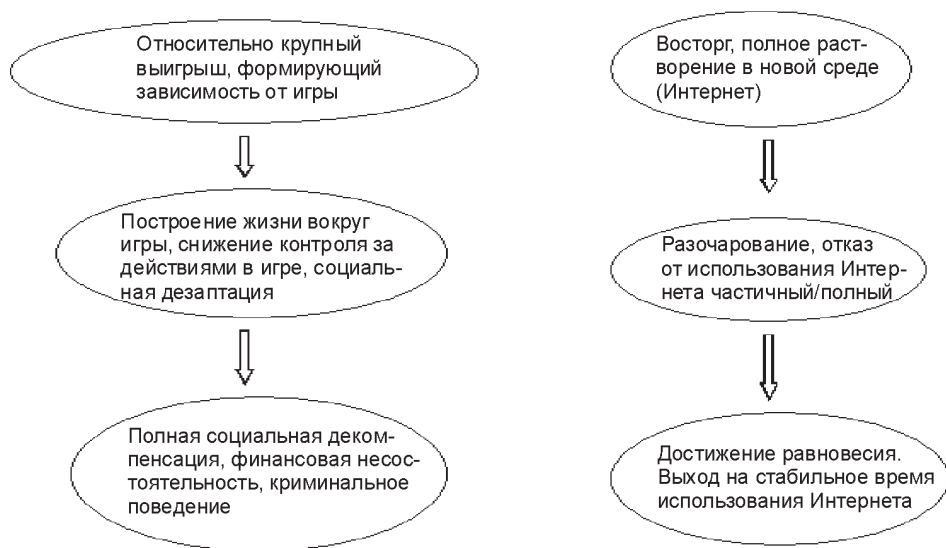 Относительно крупный
выигрыш, формирующий
зависимость от игры
Построение жизни вокруг
игры, снижение контроля за
действиями в игре, социаль-
ная дезаптация
Полная социальная деком-
пенсация, финансовая несос-
тоятельность, криминальное
поведение
Восторг, полное раст-
ворение в новой среде
(Интернет)
Разочарование, отказ
от использования Интер-
нета частичный/полный
Достижение равновесия.
Выход на стабильное время
использования Интернета